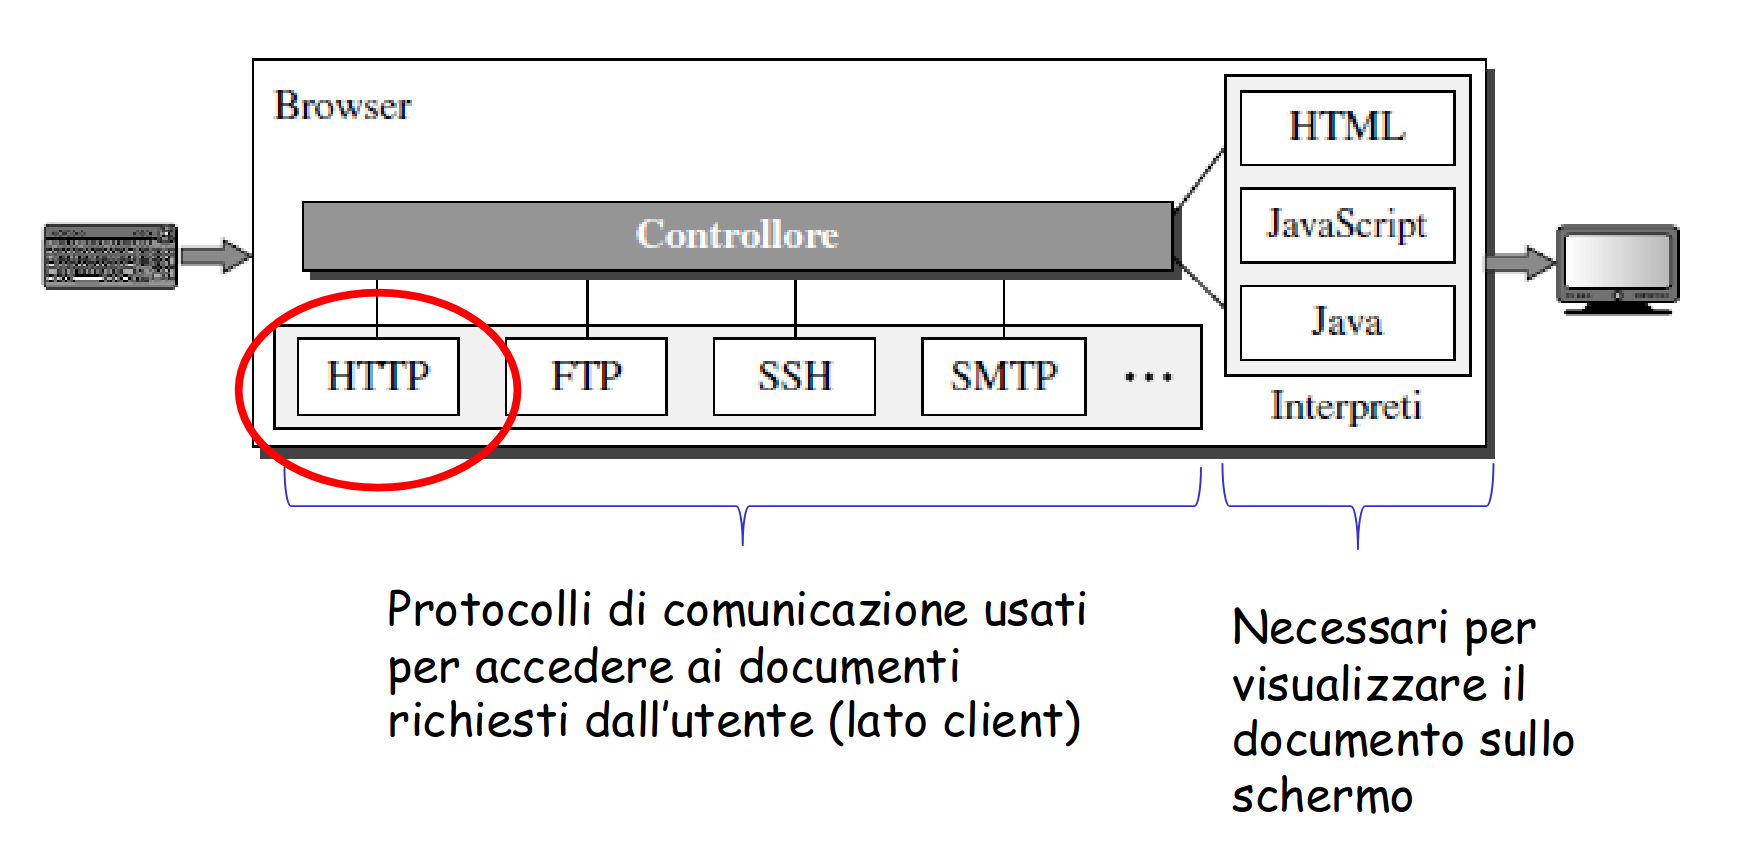 Browser
Controllore
HTTP
FTP
SSH
SMTP
...
HTML
JavaScript
Java
Interpreti
Protocolli di comunicazione usati
per accedere ai documenti
richiesti dall'utente (lato client)
Necessari per
visualizzare il
documento sullo
schermo